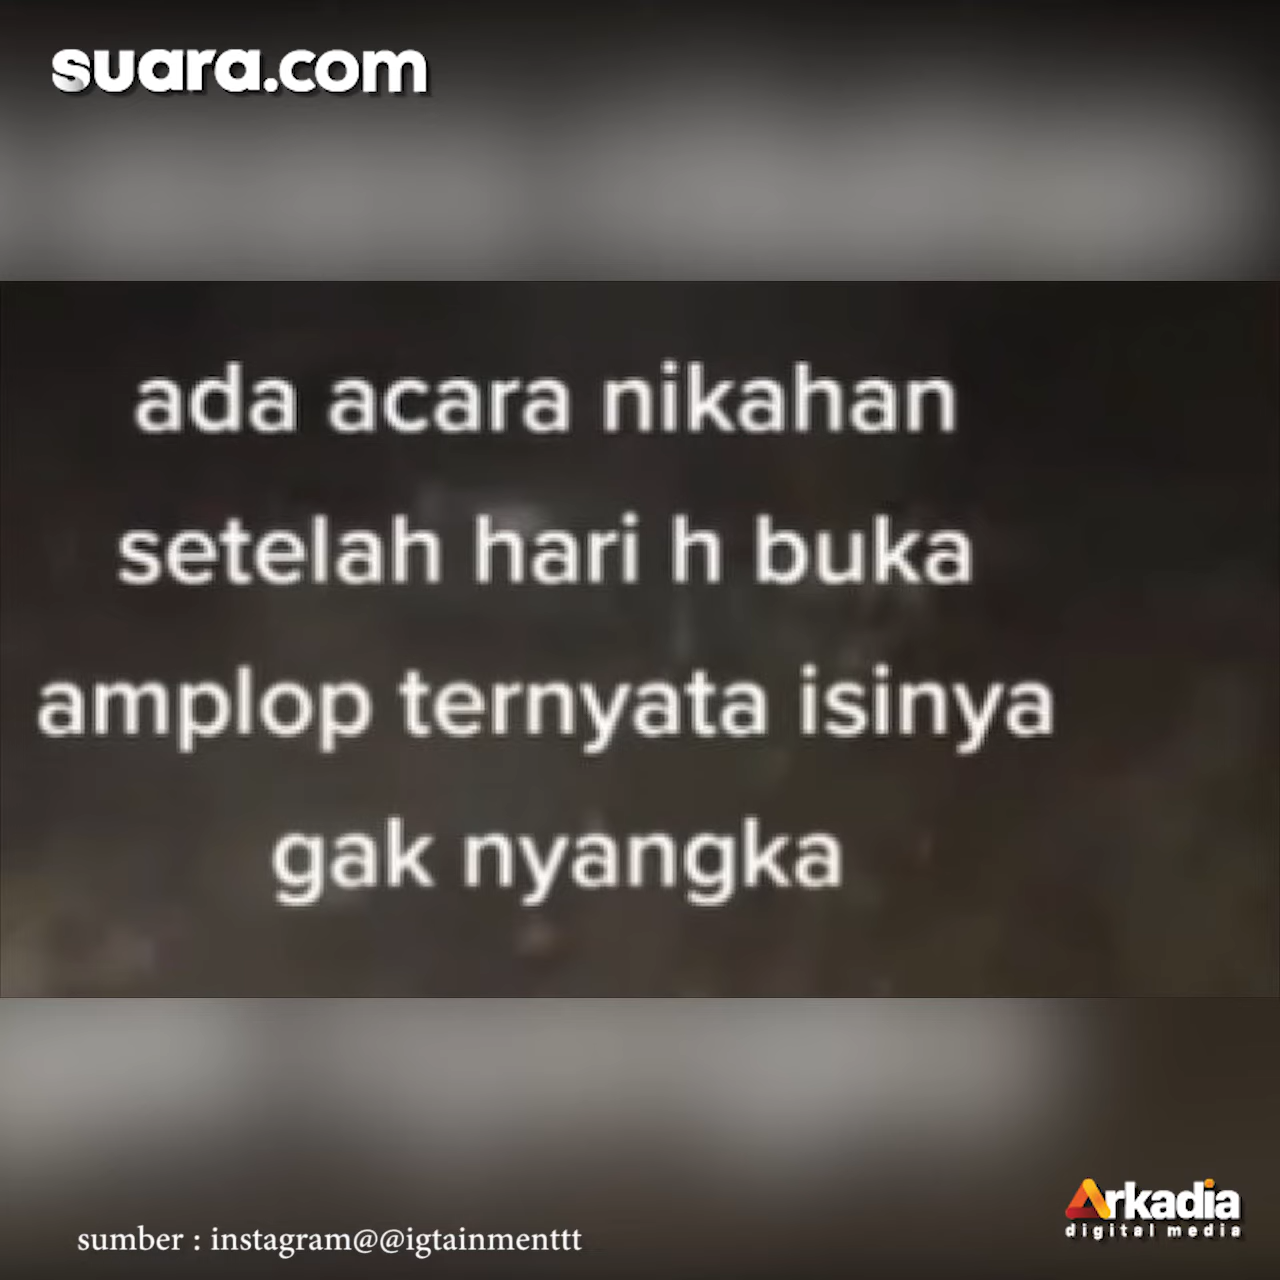 suara.com
ada acara nikahan
setelah hari h buka
amplop ternyata isinya
gak nyangka
Arkadia
digital media
sumber : instagram@@igtainmenttt